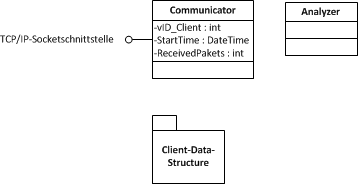 Communicator
Analyzer
-vID_Client : int
TCP/IP-Socketschnittstelle
-StartTime : DateTime
-ReceivedPakets : int
Client-Data-
Structure